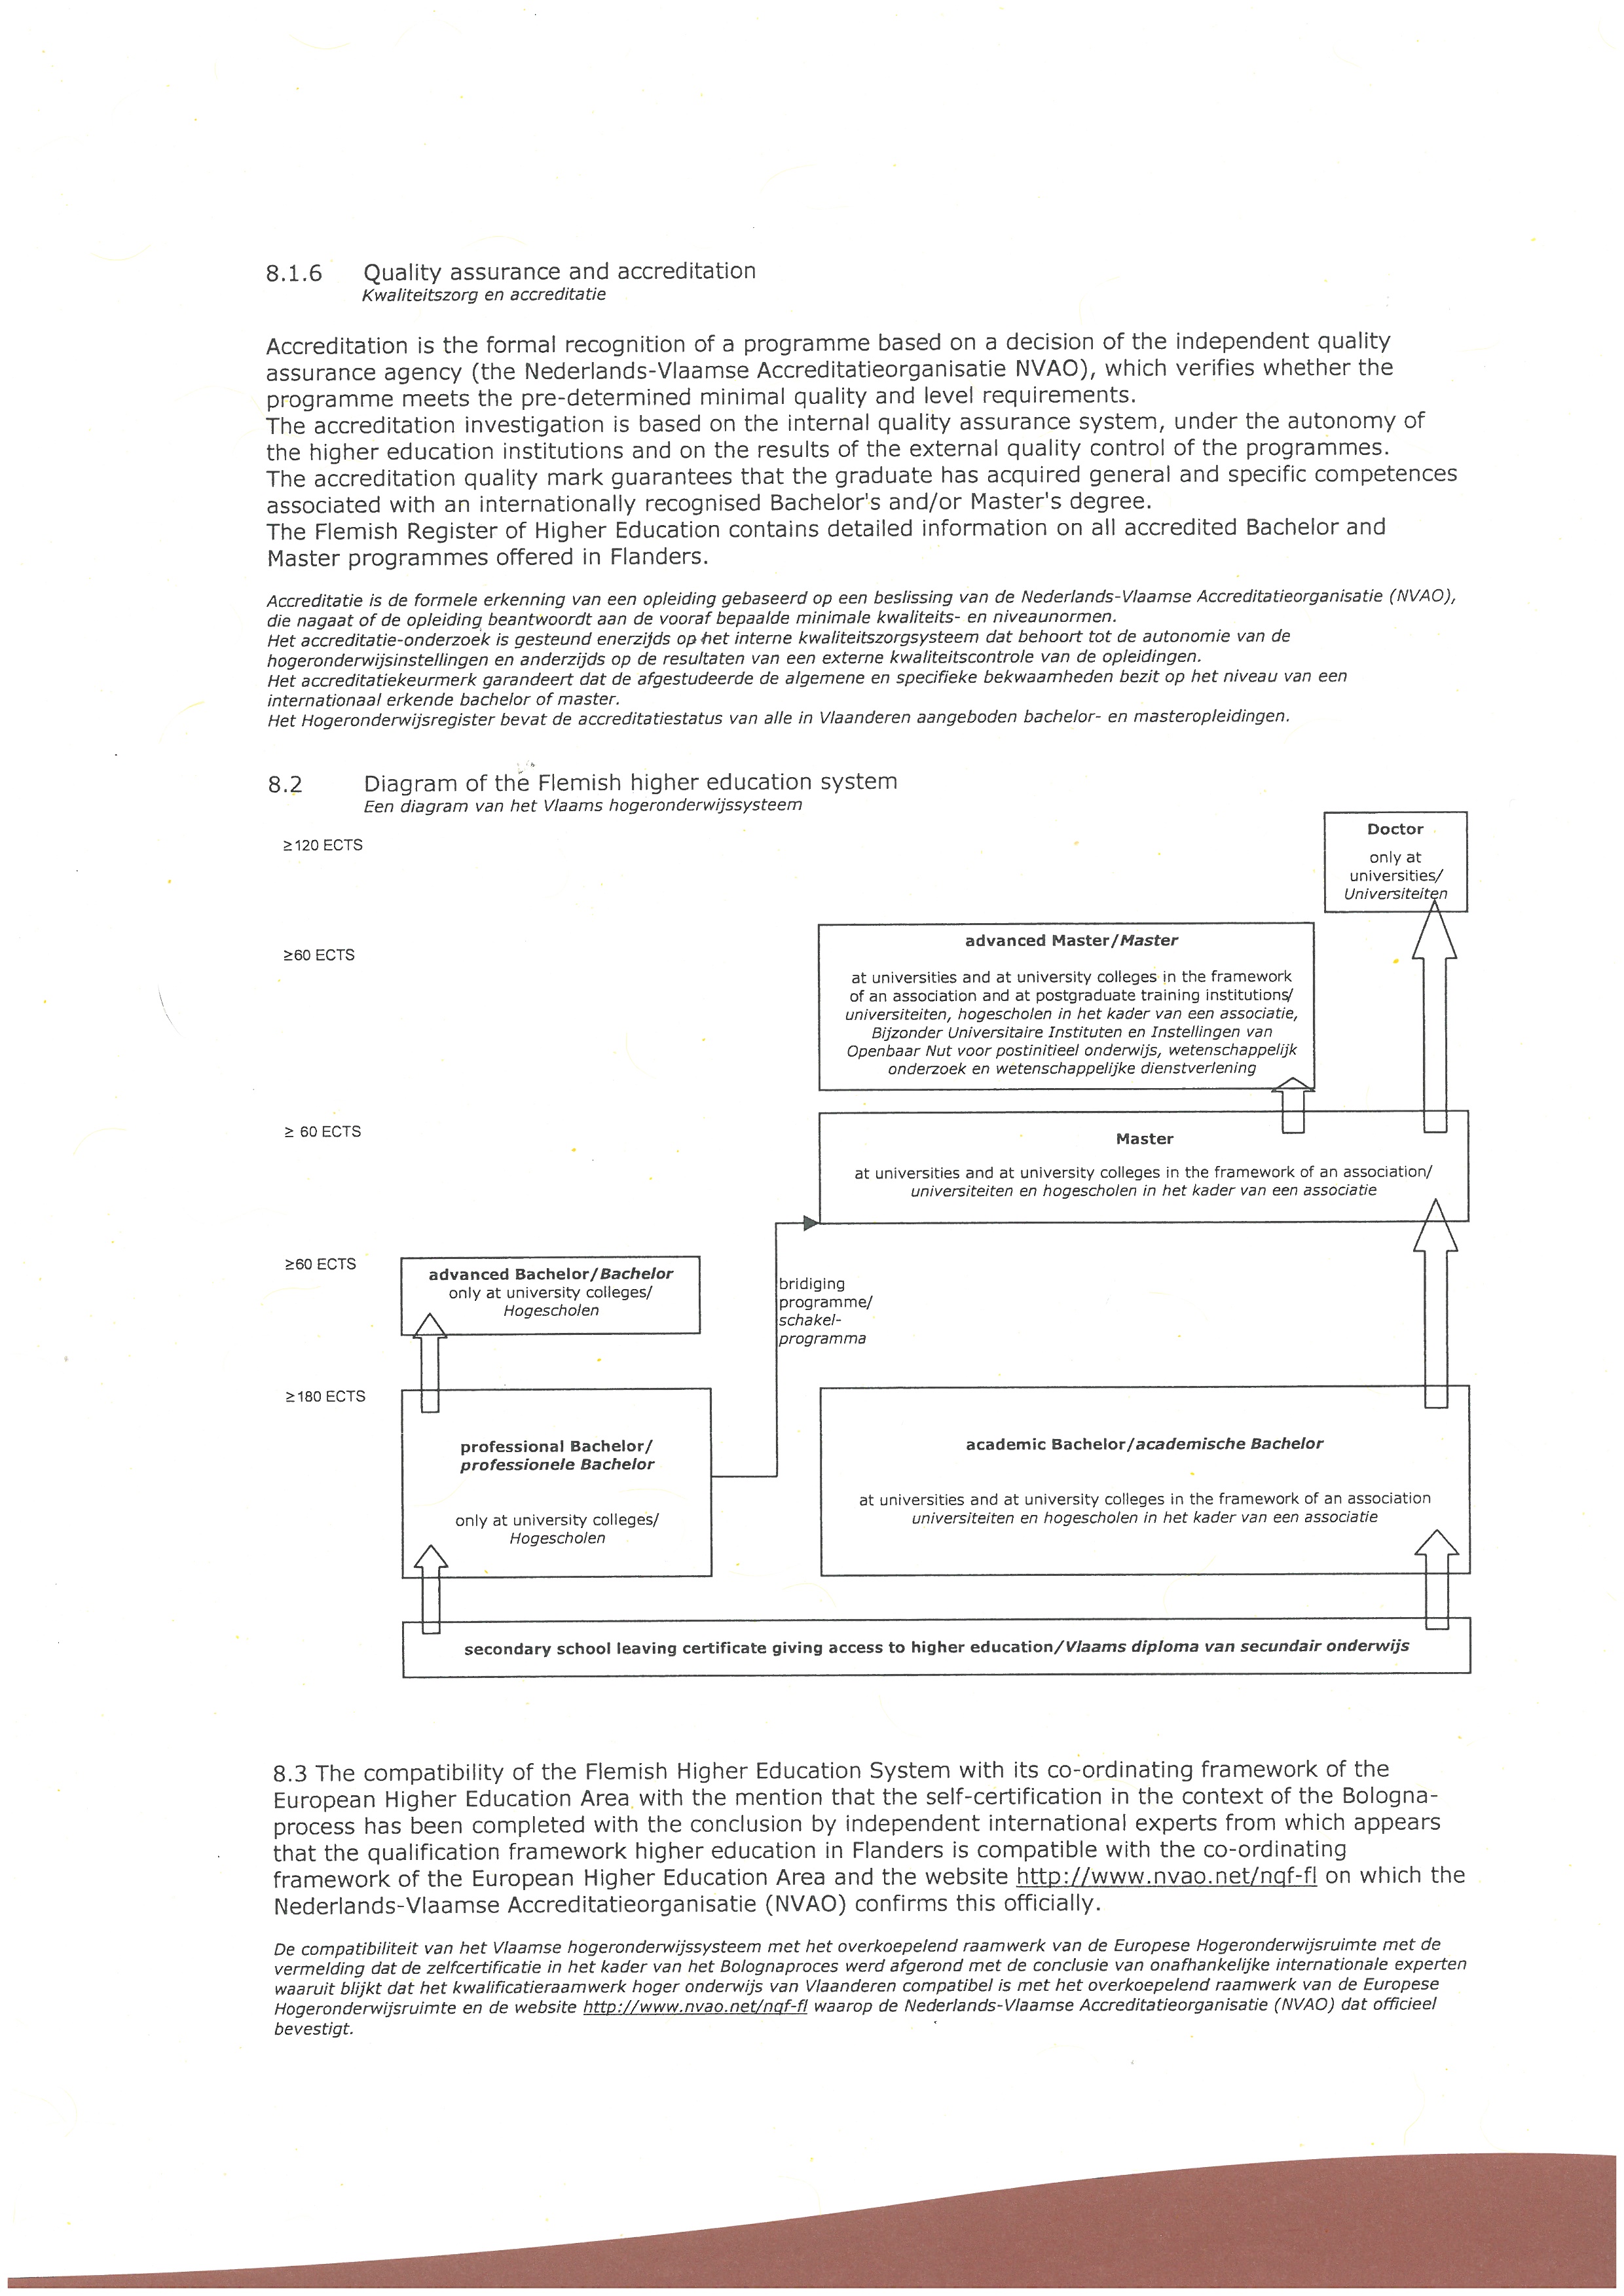 8.1.6 Quality assurance and accreditation
Kwaliteitszorg en accreditatie
Accreditation is the formal recognition of a programme based on a decision of the independent quality
assurance agency (the Nederlands-Vlaamse Accreditatieorganisatie NVAO), which verifies whether the
programme meets the pre-determined minimal quality and level requirements.
The accreditation investigation is based on the internal quality assurance system, under the autonomy of
the higher education institutions and on the results of the external quality control of the programmes.
The accreditation quality mark guarantees that the graduate has acquired general and specific competences
associated with an internationally recognised Bachelor's and/or Master's degree.
The Flemish Register of Higher Education contains detailed information on all accredited Bachelor and
Master programmes offered in Flanders.
Accreditatie is de formele erkenning van een opleiding gebaseerd op een beslissing van de Nederlands-Vlaamse Accreditatieorganisatie (NVAO),
die nagaat of de opleiding beantwoordt aan de vooraf bepaalde minimale kwaliteits- en niveaunormen.
Het accreditatie-onderzoek is gesteund enerzijds op het interne kwaliteitszorgsysteem dat behoort tot de autonomie van de
hogeronderwijsinstellingen en anderzijds op de resultaten van een externe kwaliteitscontrole van de opleidingen.
Het accreditatiekeurmerk garandeert dat de afgestudeerde de algemene en specifieke bekwaamheden bezit op het niveau van een
internationaal erkende bachelor of master.
Het Hogeronderwijsregister bevat de accreditatiestatus van alle in Vlaanderen aangeboden bachelor- en masteropleidingen.
8.2 Diagram of the Flemish higher education system
Een diagram van het Vlaams hogeronderwijssysteem
≥120 ECTS
Doctor
only at
universities/
Universiteiten
≥60 ECTS
advanced Master/Master
at universities and at university colleges in the framework
of an association and at postgraduate training institutions/
universiteiten, hogescholen in het kader van een associatie,
Bijzonder Universitaire Instituten en Instellingen van
Openbaar Nut voor postinitieel onderwijs, wetenschappelijk
onderzoek en wetenschappelijke dienstverlening
≥ 60 ECTS
Master
at universities and at university colleges in the framework of an association/
universiteiten en hogescholen in het kader van een associatie
≥60 ECTS
advanced Bachelor/Bachelor
only at university colleges/
Hogescholen
bridiging
programme/
schakel-
programma
≥180 ECTS
professional Bachelor/
professionele Bachelor
only at university colleges/
Hogescholen
academic Bachelor/academische Bachelor
at universities and at university colleges in the framework of an association
universiteiten en hogescholen in het kader van een associatie
secondary school leaving certificate giving access to higher education/Vlaams diploma van secundair onderwijs
8.3 The compatibility of the Flemish Higher Education System with its co-ordinating framework of the
European Higher Education Area with the mention that the self-certification in the context of the Bologna-
process has been completed with the conclusion by independent international experts from which appears
that the qualification framework higher education in Flanders is compatible with the co-ordinating
framework of the European Higher Education Area and the website http://www.nvao.net/nqf-fl on which the
Nederlands-Vlaamse Accreditatieorganisatie (NVAO) confirms this officially.
De compatibiliteit van het Vlaamse hogeronderwijssysteem met het overkoepelend raamwerk van de Europese Hogeronderwijsruimte met de
vermelding dat de zelfcertificatie in het kader van het Bolognaproces werd afgerond met de conclusie van onafhankelijke internationale experten
waaruit blijkt dat het kwalificatieraamwerk hoger onderwijs van Vlaanderen compatibel is met het overkoepelend raamwerk van de Europese
Hogeronderwijsruimte en de website http://www.nvao.net/nqf-fl waarop de Nederlands-Vlaamse Accreditatieorganisatie (NVAO) dat officieel
bevestigt.